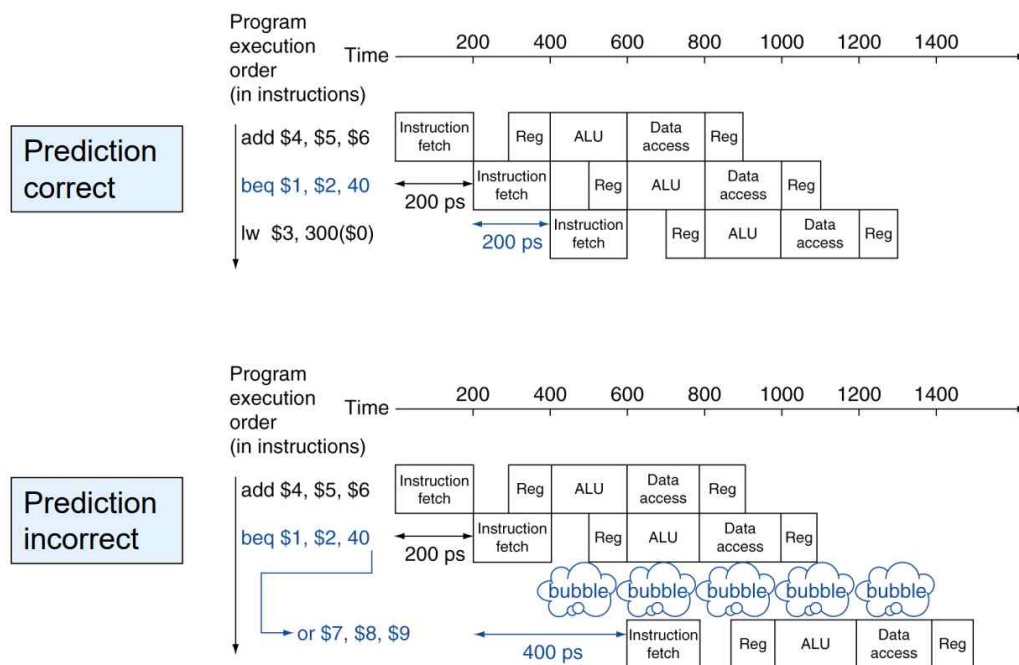 Program
execution
order
(in instructions)
Time
200 400 600 800 1000 1200 1400
Prediction
correct
add $4, $5, $6
Instruction
fetch
Reg
ALU
Data
access
Reg
beq $1, $2, 40
200 ps
Instruction
fetch
Reg
ALU
Data
access
Reg
lw $3, 300($0)
200 ps
Instruction
fetch
Reg
ALU
Data
access
Reg
Program
execution
order
(in instructions)
Time
200 400 600 800 1000 1200 1400
Prediction
incorrect
add $4, $5, $6
Instruction
fetch
Reg
ALU
Data
access
Reg
beq $1, $2, 40
200 ps
Instruction
fetch
Reg
ALU
Data
access
Reg
bubble bubble bubble bubble bubble
or $7, $8, $9
400 ps
Instruction
fetch
Reg
ALU
Data
access
Reg